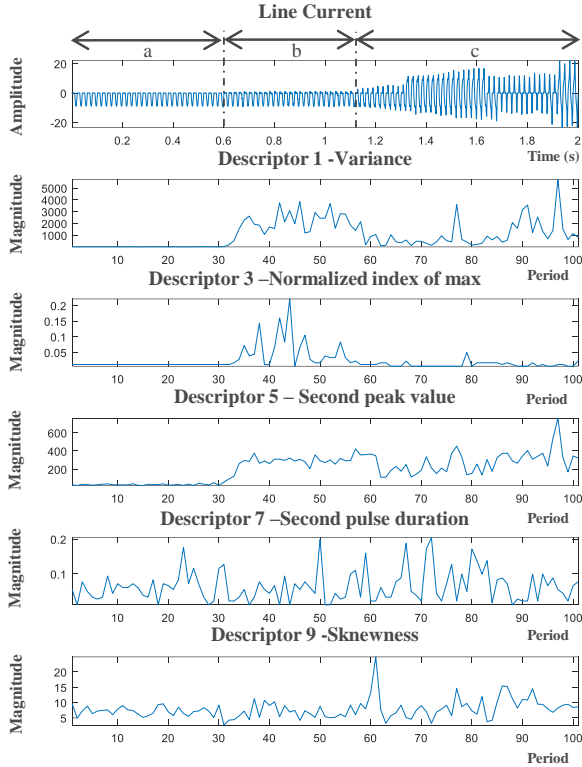 Line Current
a b c
Amplitude
20
0
-20
0.2 0.4 0.6 0.8 1 1.2 1.4 1.6 1.8 2
Time (s)
Descriptor 1 -Variance
Magnitude
5000
4000
3000
2000
1000
10 20 30 40 50 60 70 80 90 100
Period
Descriptor 3 –Normalized index of max
Magnitude
0.2
0.15
0.1
0.05
10 20 30 40 50 60 70 80 90 100
Period
Descriptor 5 – Second peak value
Magnitude
600
400
200
10 20 30 40 50 60 70 80 90 100
Period
Descriptor 7 –Second pulse duration
Magnitude
0.2
0.1
10 20 30 40 50 60 70 80 90 100
Period
Descriptor 9 -Sknewness
Magnitude
20
15
10
5
10 20 30 40 50 60 70 80 90 100
Period